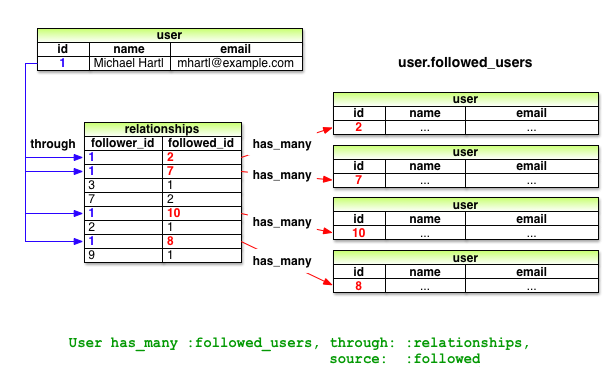 user
id name email
1 Michael Hartl mhartl@example.com
user.followed_users
through
relationships
follower_id followed_id
1 2
1 7
3 1
7 2
1 10
2 1
1 8
9 1
has_many
has_many
has_many
has_many
user
id name email
2 ... ...
user
id name email
7 ... ...
user
id name email
10 ... ...
user
id name email
8 ... ...
User has_many :followed_users, through: :relationships,
source: :followed